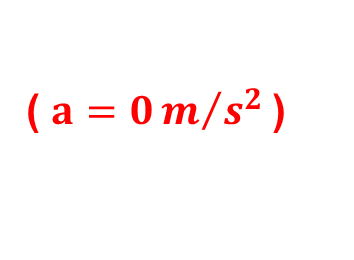 ( a = 0 m/s² )